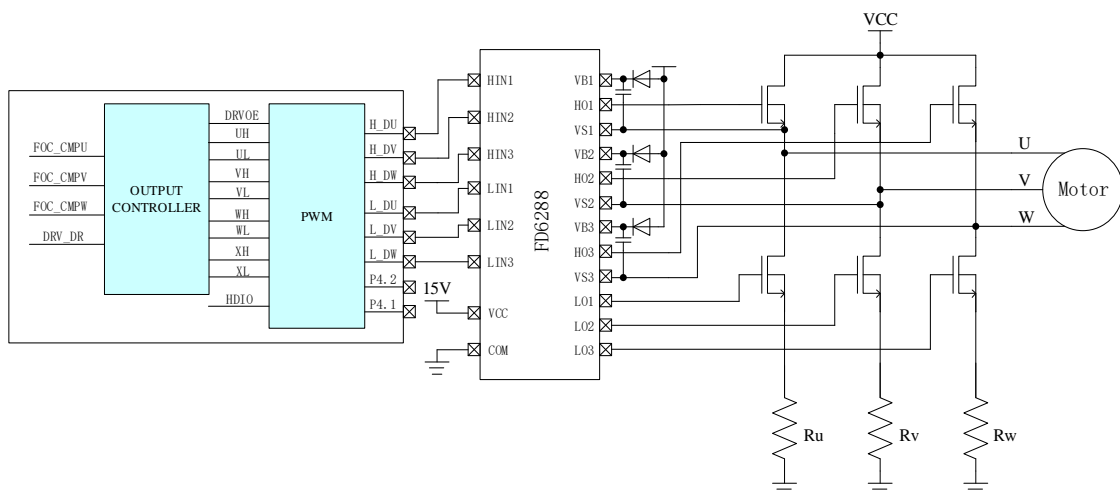 VCC
FOC_CMPU
FOC_CMPV
FOC_CMPW
DRV_DR
OUTPUT
CONTROLLER
DRVOE
UH
UL
VH
VL
WH
WL
XH
XL
HDIO
PWM
H_DU
H_DV
H_DW
L_DU
L_DV
L_DW
P4.2
P4.1
15V
HIN1
HIN2
HIN3
LIN1
LIN2
LIN3
VCC
COM
FD6288
VB1
HO1
VS1
VB2
HO2
VS2
VB3
HO3
VS3
LO1
LO2
LO3
U
V
W
Motor
Ru
Rv
Rw